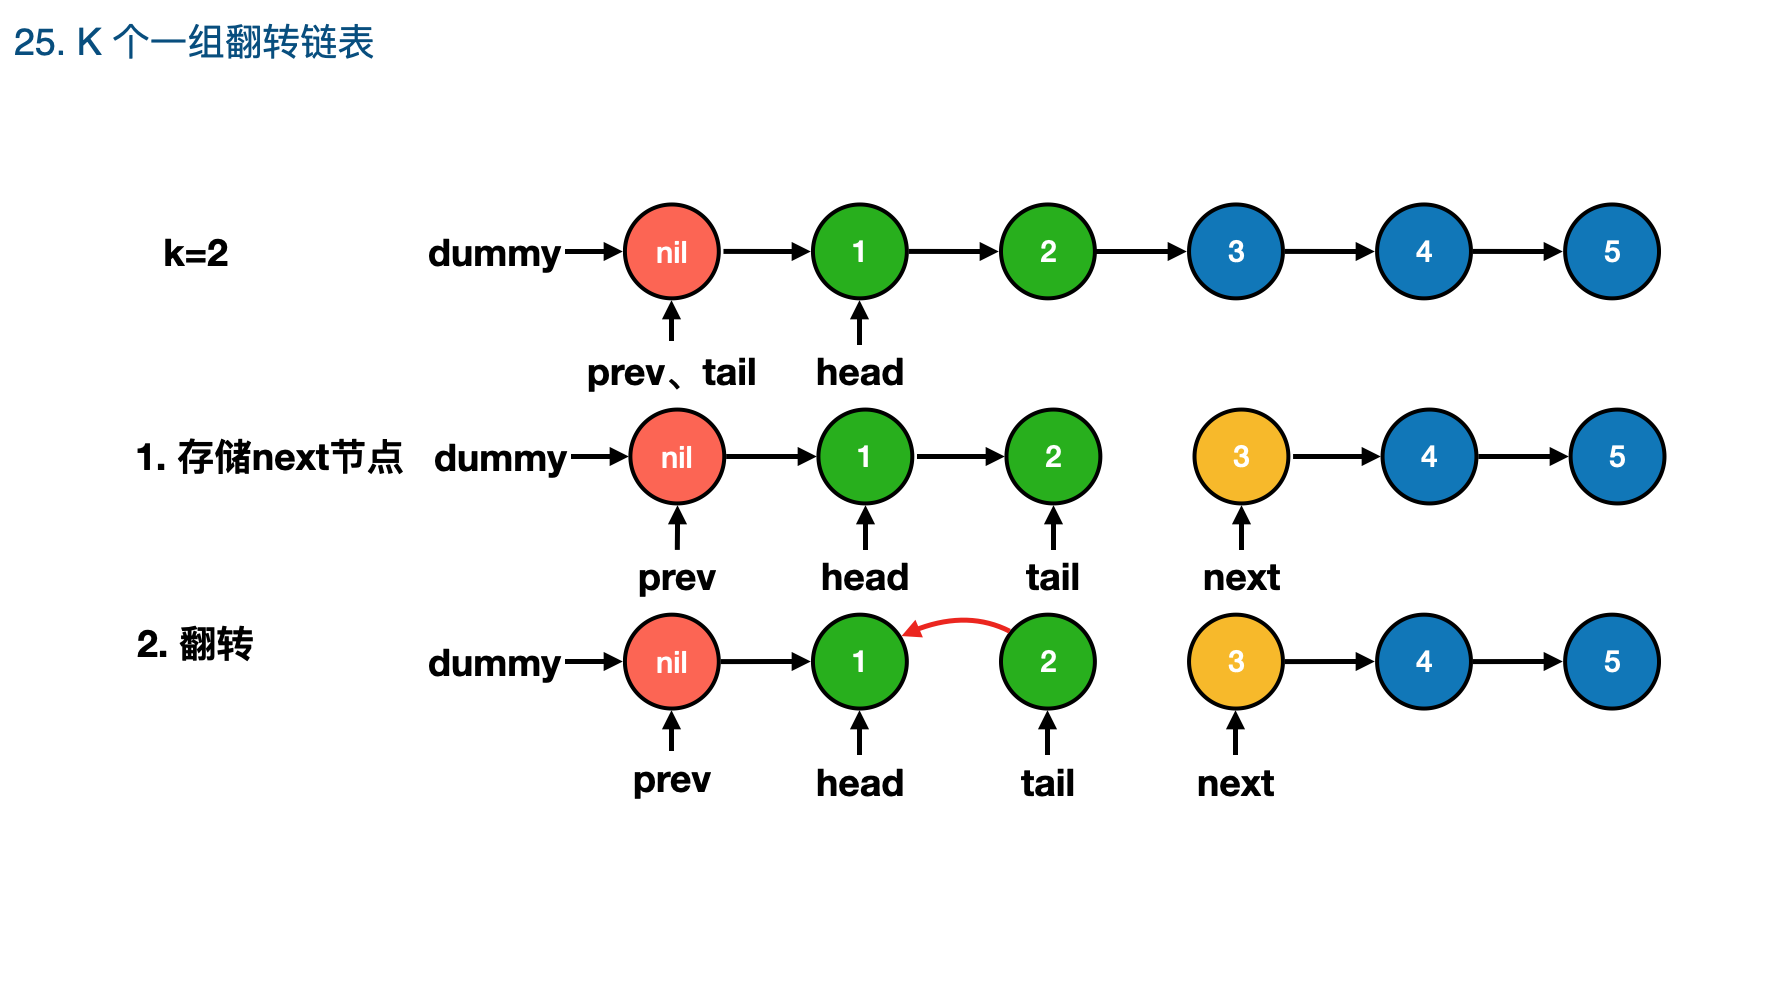 25. K 个一组翻转链表
k=2 dummy nil 1 2 3 4 5
prev、tail head
1. 存储next节点 dummy nil 1 2 3 4 5
prev head tail next
2. 翻转 dummy nil 1 2 3 4 5
prev head tail next